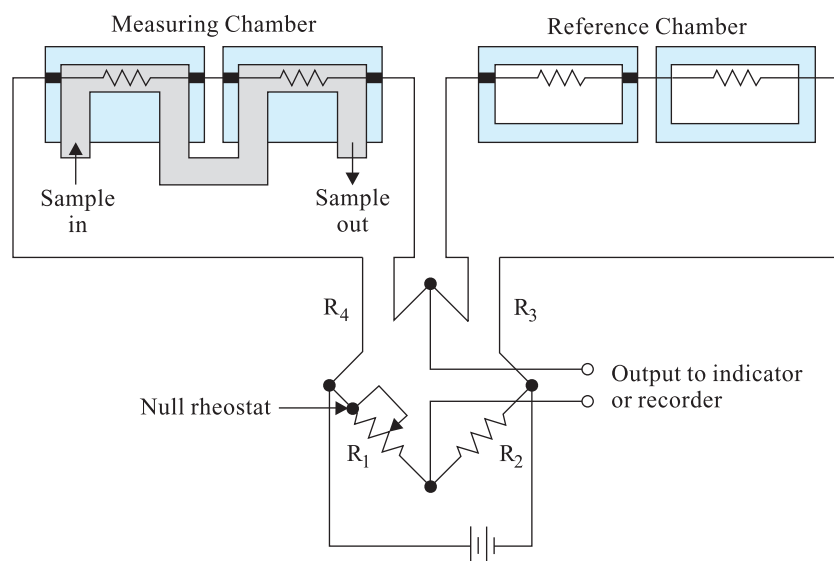 Measuring Chamber
Reference Chamber
Sample
in
Sample
out
R4
R3
Output to indicator
or recorder
Null rheostat
R1
R2